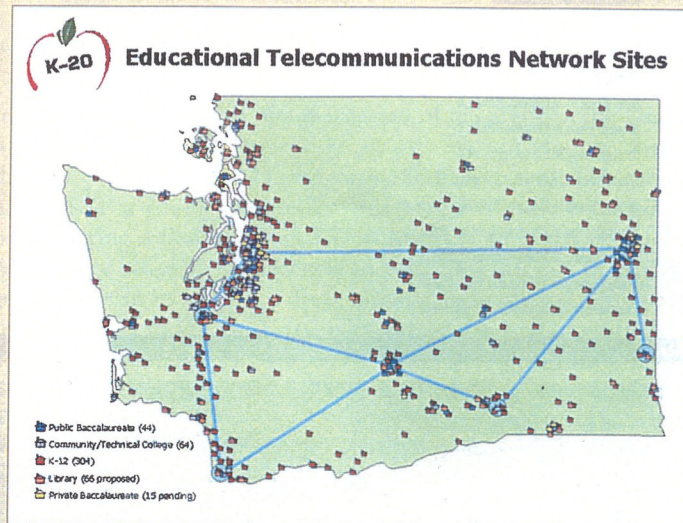 K-20
Educational Telecommunications Network Sites
Public Baccalaureate (44)
Community/Technical College (64)
K-12 (304)
Library (66 proposed)
Private Baccalaureate (15 pending)